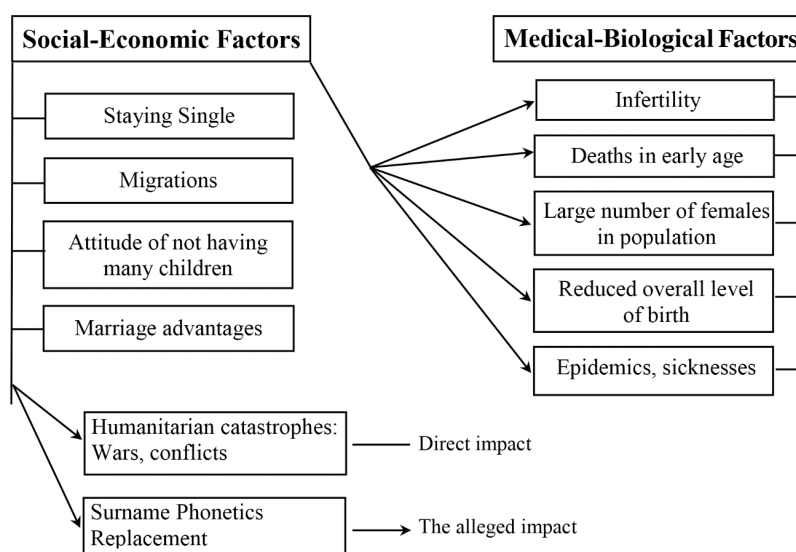 Social-Economic Factors
Staying Single
Migrations
Attitude of not having
many children
Marriage advantages
Humanitarian catastrophes:
Wars, conflicts
Direct impact
Surname Phonetics
Replacement
The alleged impact
Medical-Biological Factors
Infertility
Deaths in early age
Large number of females
in population
Reduced overall level
of birth
Epidemics, sicknesses